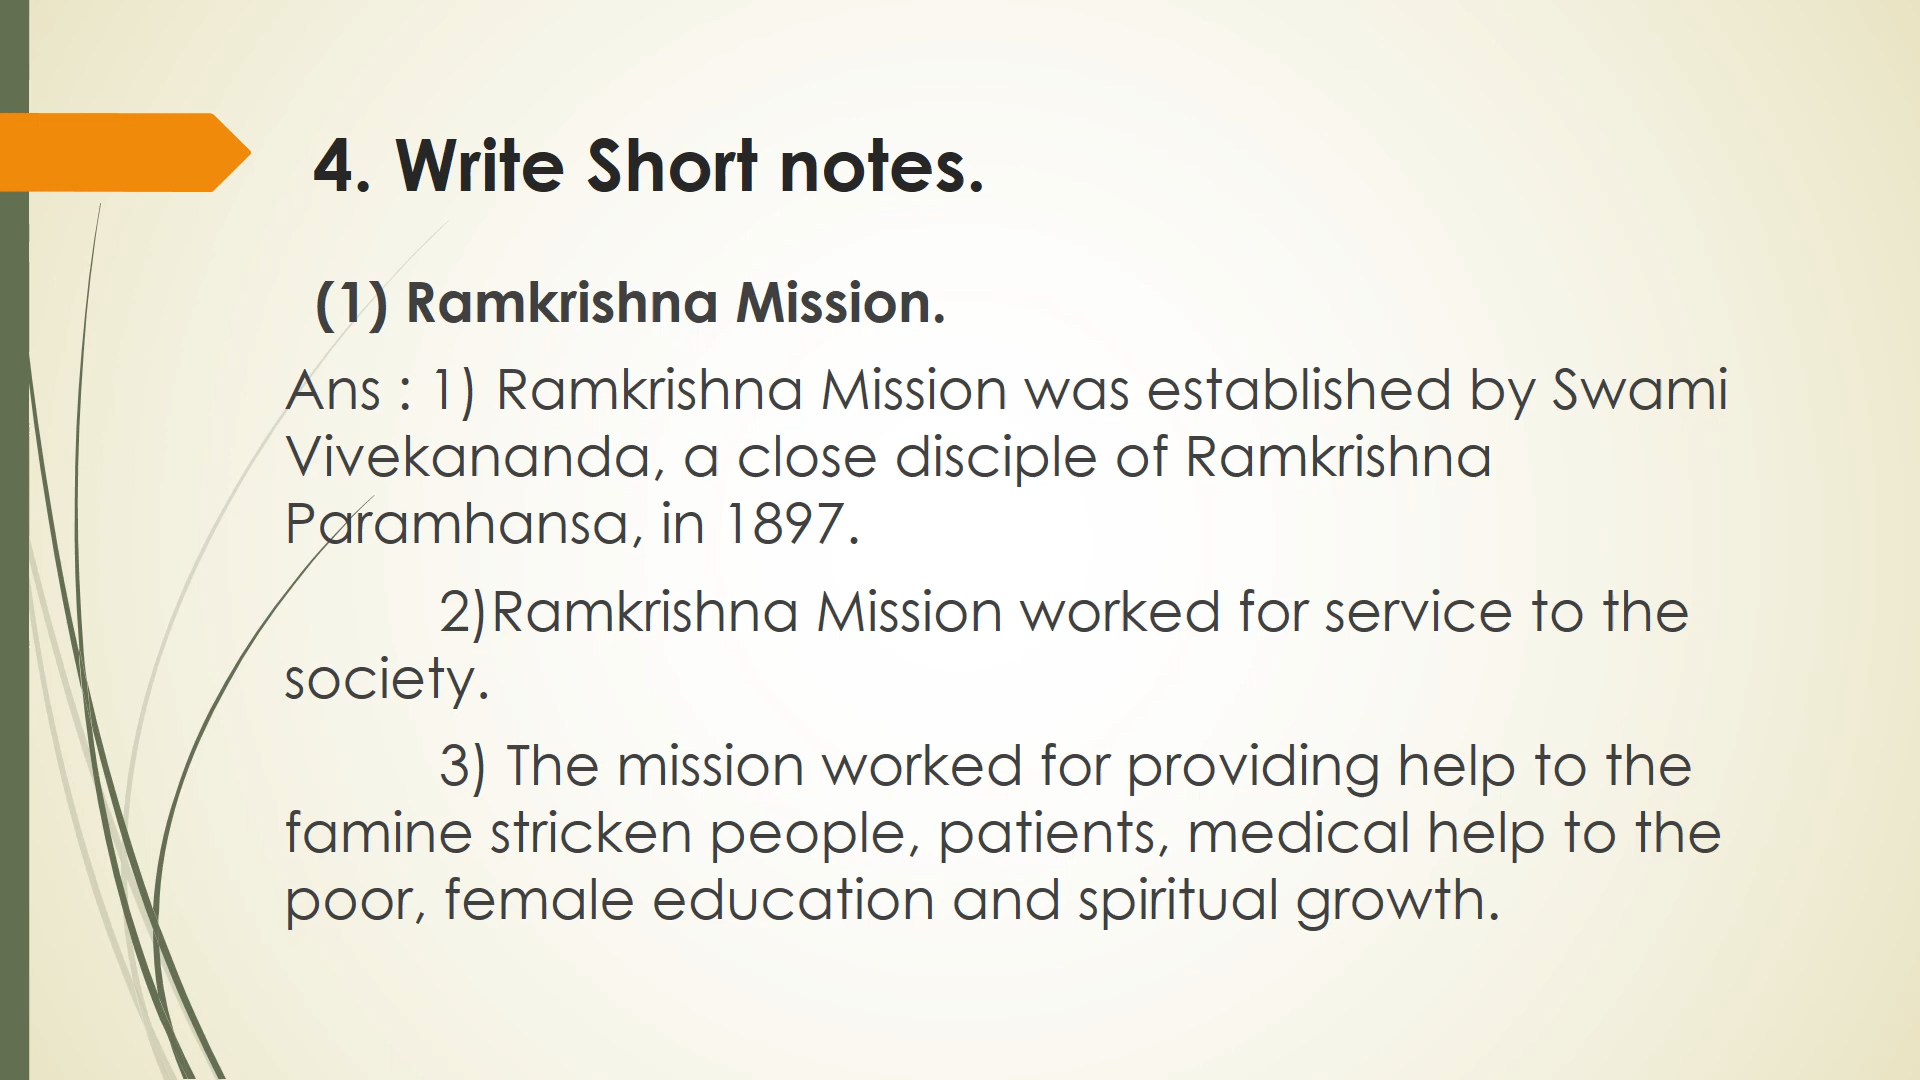 4. Write Short notes.
(1) Ramkrishna Mission.
Ans : 1) Ramkrishna Mission was established by Swami
Vivekananda, a close disciple of Ramkrishna
Paramhansa, in 1897.
2)Ramkrishna Mission worked for service to the
society.
3) The mission worked for providing help to the
famine stricken people, patients, medical help to the
poor, female education and spiritual growth.